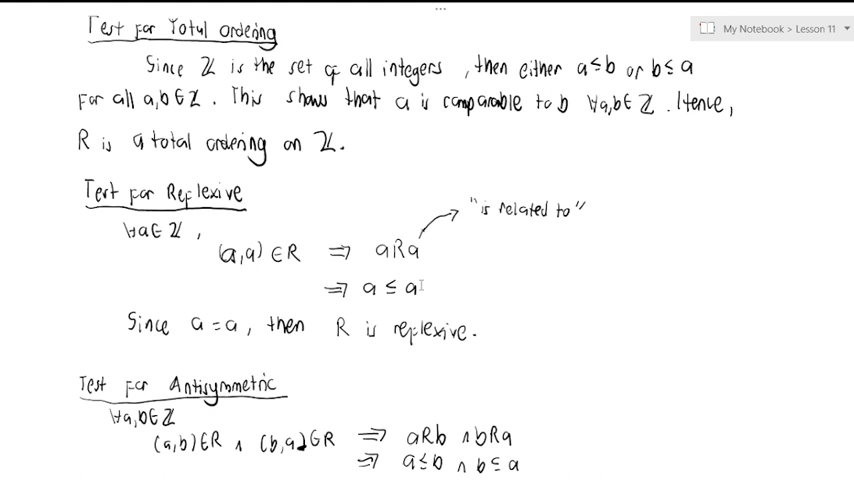 ...
My Notebook > Lesson 11
Test for Total Ordering
Since ℤ is the set of all integers, then either a ≤ b or b ≤ a
for all a,b ∈ ℤ. This shows that a is comparable to b ∀a,b ∈ ℤ. Hence,
R is a total ordering on ℤ.
Test for Reflexive
"is related to"
∀a ∈ ℤ,
(a,a) ∈ R ⇒ aRa
⇒ a ≤ a
Since a = a, then R is reflexive.
Test for Antisymmetric
∀a,b ∈ ℤ
(a,b) ∈ R ∧ (b,a) ∈ R ⇒ aRb ∧ bRa
⇒ a ≤ b ∧ b ≤ a